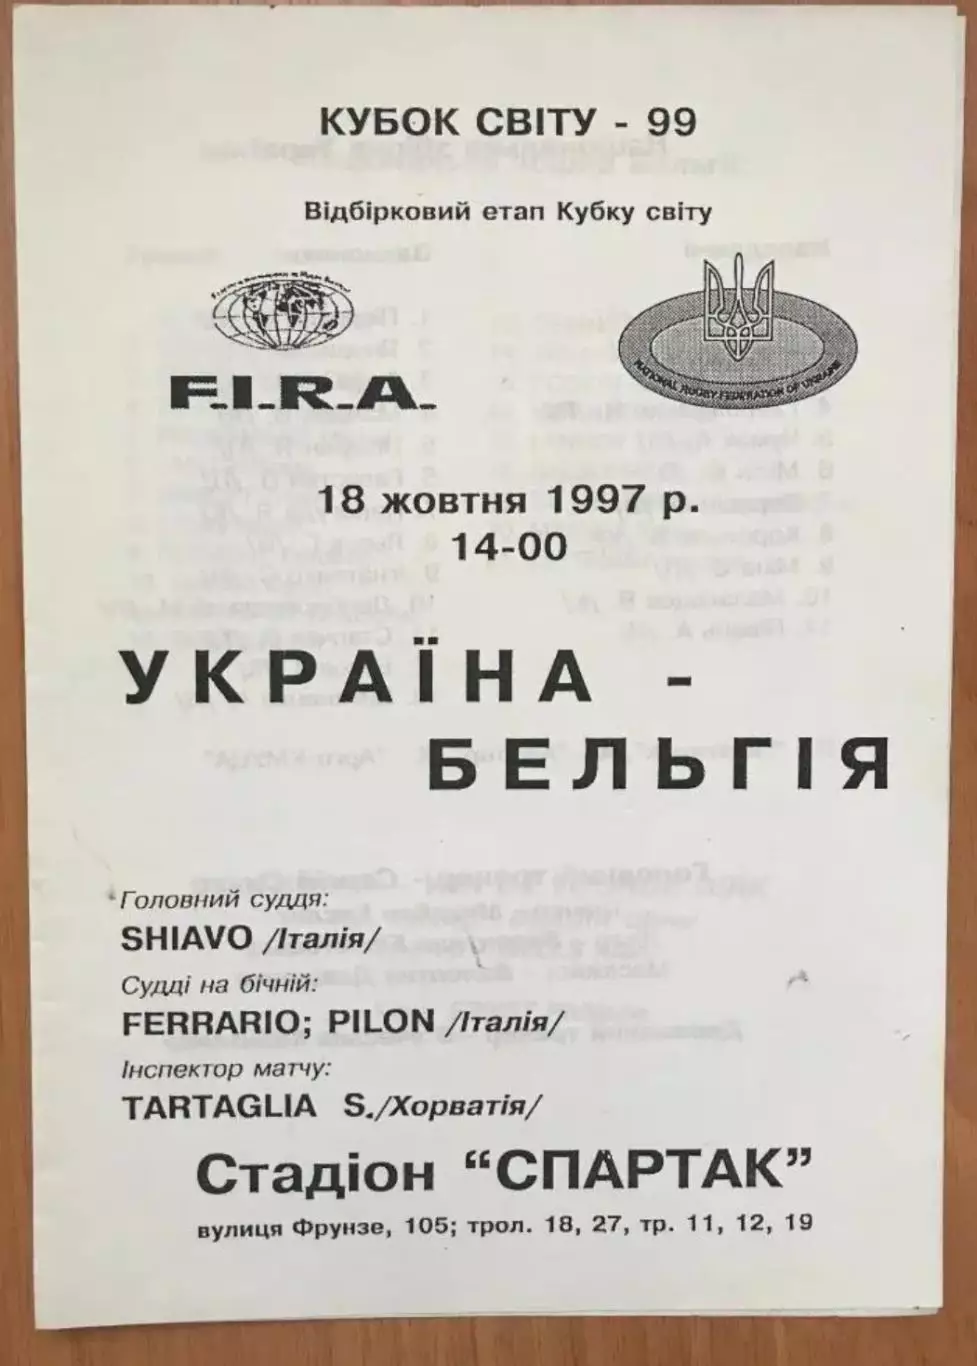 КУБОК СВІТУ - 99
Відбірковий етап Кубку світу
F.I.R.A.
NATIONAL RUGBY FEDERATION OF UKRAINE
18 жовтня 1997 р.
14-00
УКРАЇНА -
БЕЛЬГІЯ
Головний суддя:
SHIAVO /Італія/
Судді на бічній:
FERRARIO; PILON /Італія/
Інспектор матчу:
TARTAGLIA S./Хорватія/
Стадіон “СПАРТАК”
вулиця Фрунзе, 105; трол. 18, 27, тр. 11, 12, 19